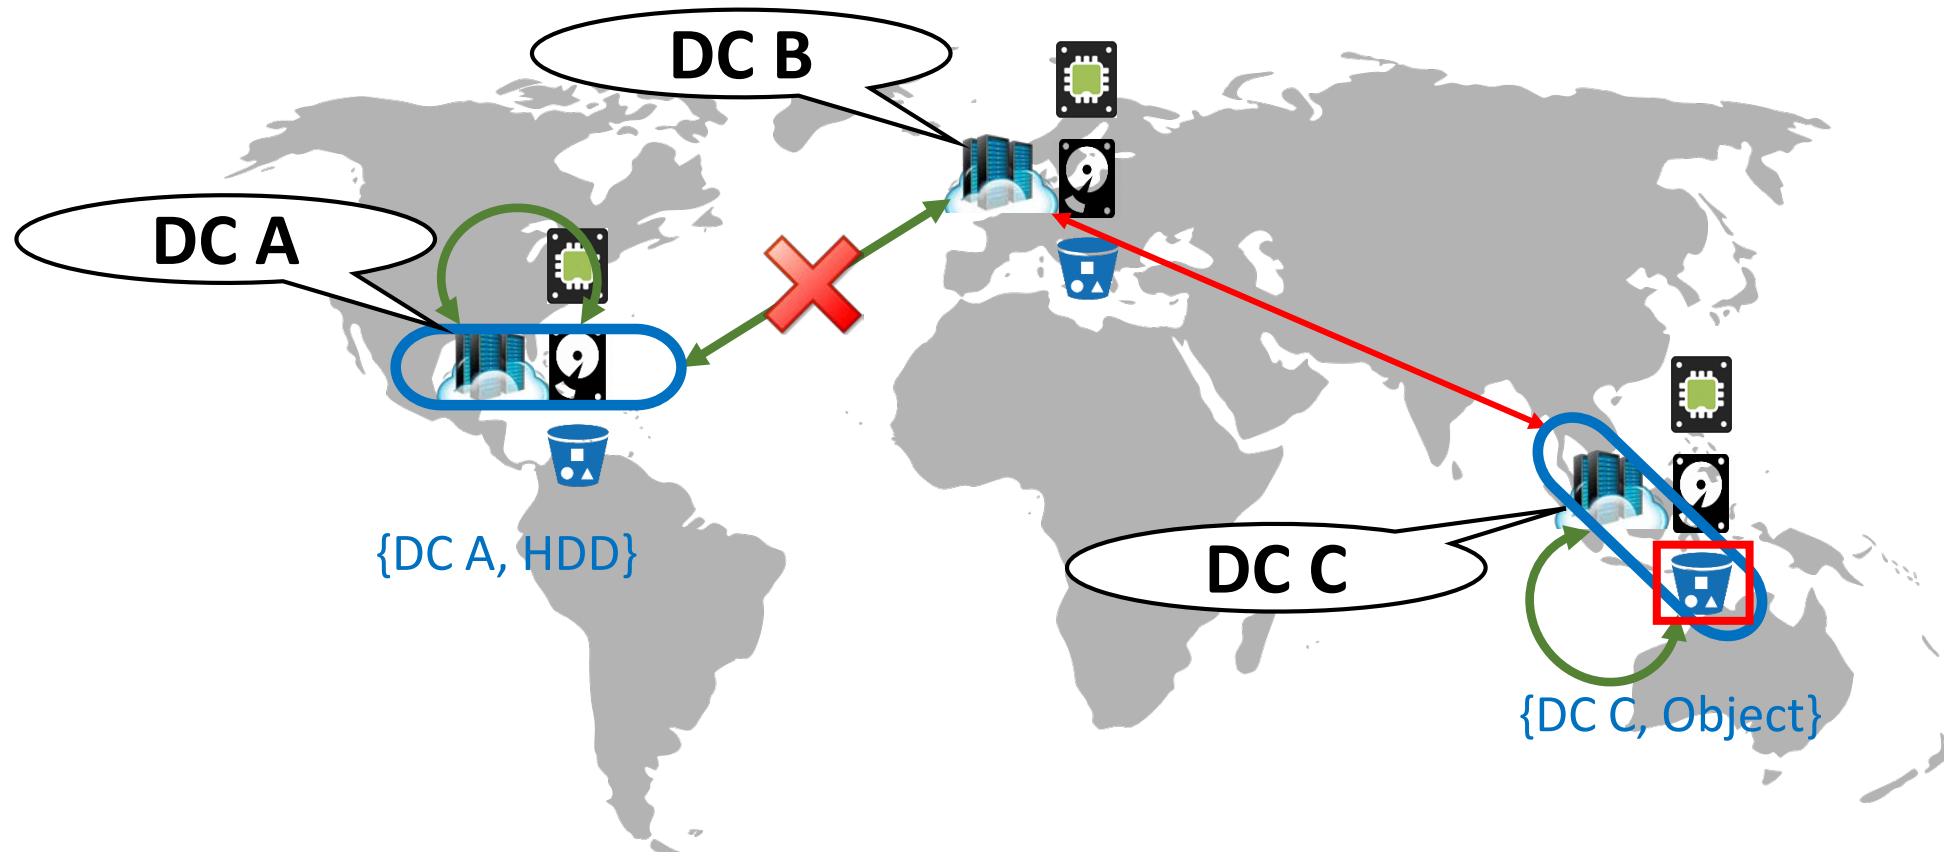 DC B
DC A
{DC A, HDD}
DC C
{DC C, Object}